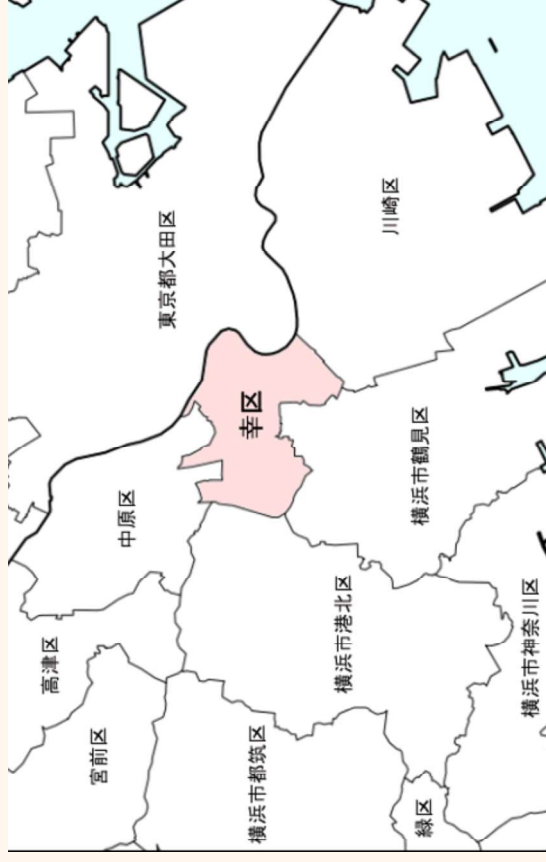 東京都大田区
川崎区
幸区
中原区
横浜市鶴見区
高津区
横浜市港北区
宮前区
横浜市神奈川区
横浜市都筑区
緑区